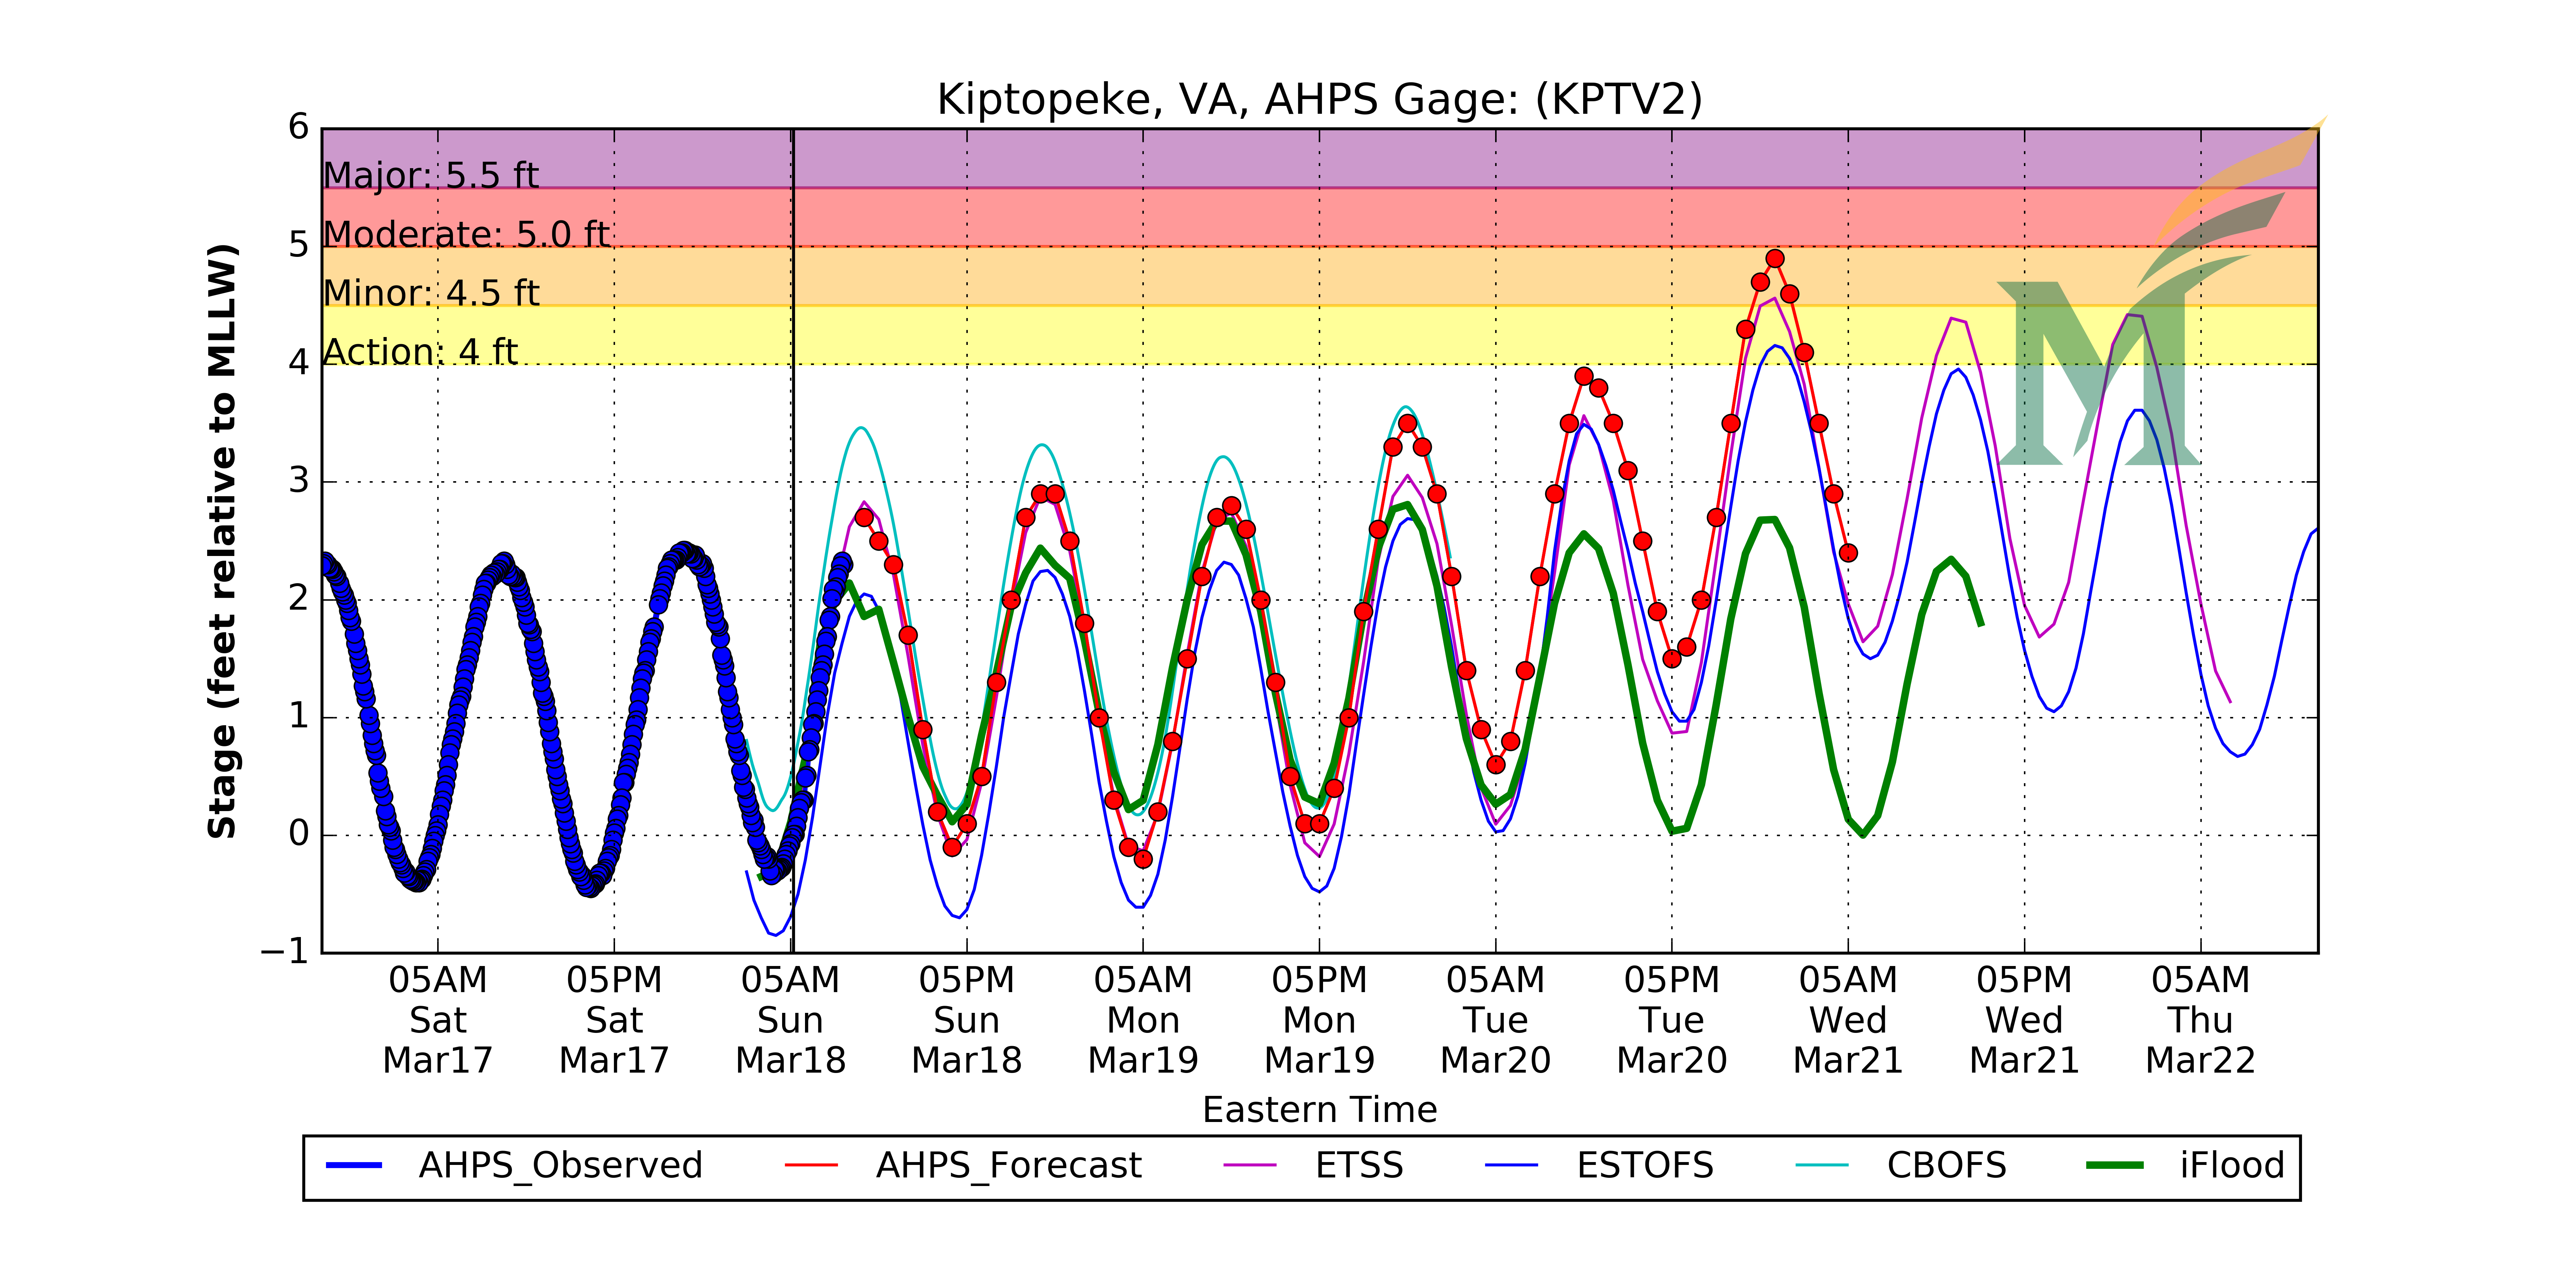 Kiptopeke, VA, AHPS Gage: (KPTV2)
Stage (feet relative to MLLW)
6
5
4
3
2
1
0
−1
Major: 5.5 ft
Moderate: 5.0 ft
Minor: 4.5 ft
Action: 4 ft
M
05AM 05PM 05AM 05PM 05AM 05PM 05AM 05PM 05AM 05PM 05AM
Sat Sat Sun Sun Mon Mon Tue Tue Wed Wed Thu
Mar17 Mar17 Mar18 Mar18 Mar19 Mar19 Mar20 Mar20 Mar21 Mar21 Mar22
Eastern Time
AHPS_Observed AHPS_Forecast ETSS ESTOFS CBOFS iFlood